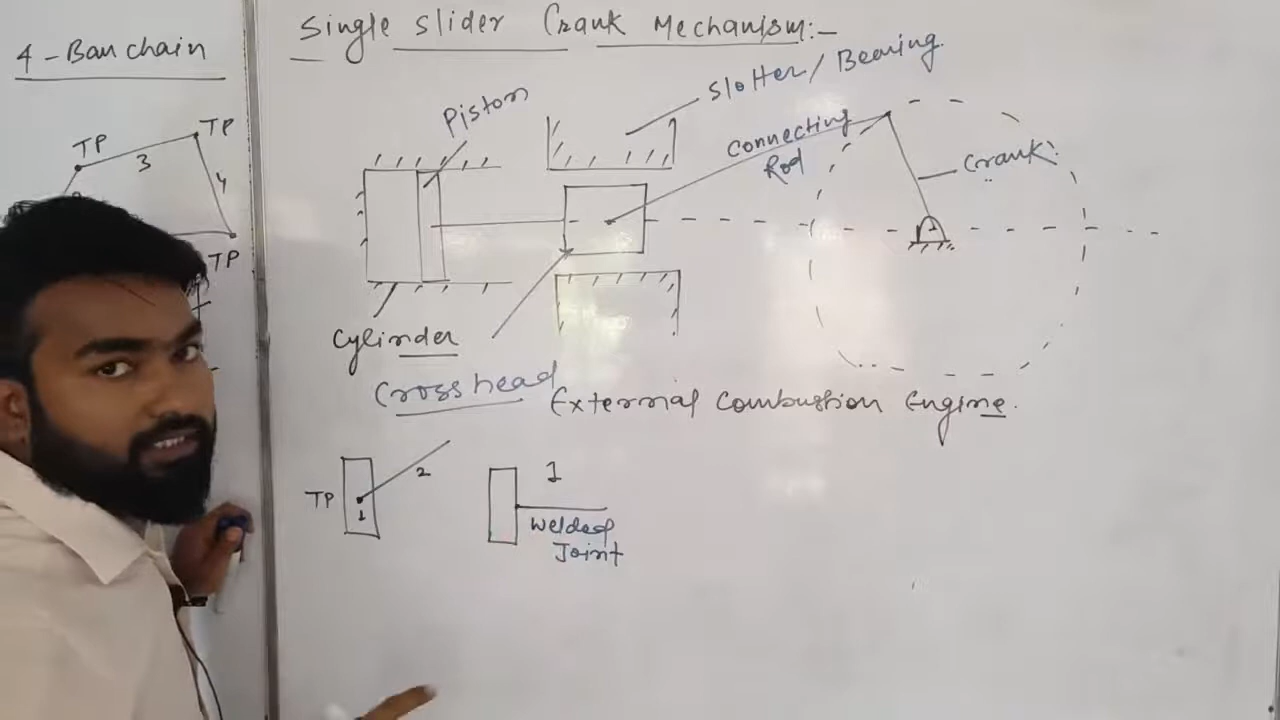 4-Bar chain
TP
TP
3
4
TP
Single Slider Crank Mechanism:-
Piston
Slotter / Bearing
Connecting
Rod
Crank
Cylinder
Cross head
External Combustion Engine.
TP
1
2
1
Welded
Joint